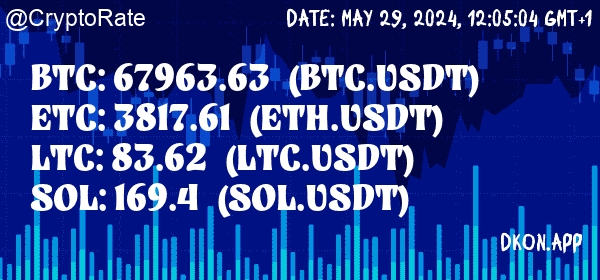 @CryptoRate
DATE: MAY 29, 2024, 12:05:04 GMT+1
BTC: 67963.63 (BTC.USDT)
ETC: 3817.61 (ETH.USDT)
LTC: 83.62 (LTC.USDT)
SOL: 169.4 (SOL.USDT)
DKON.APP